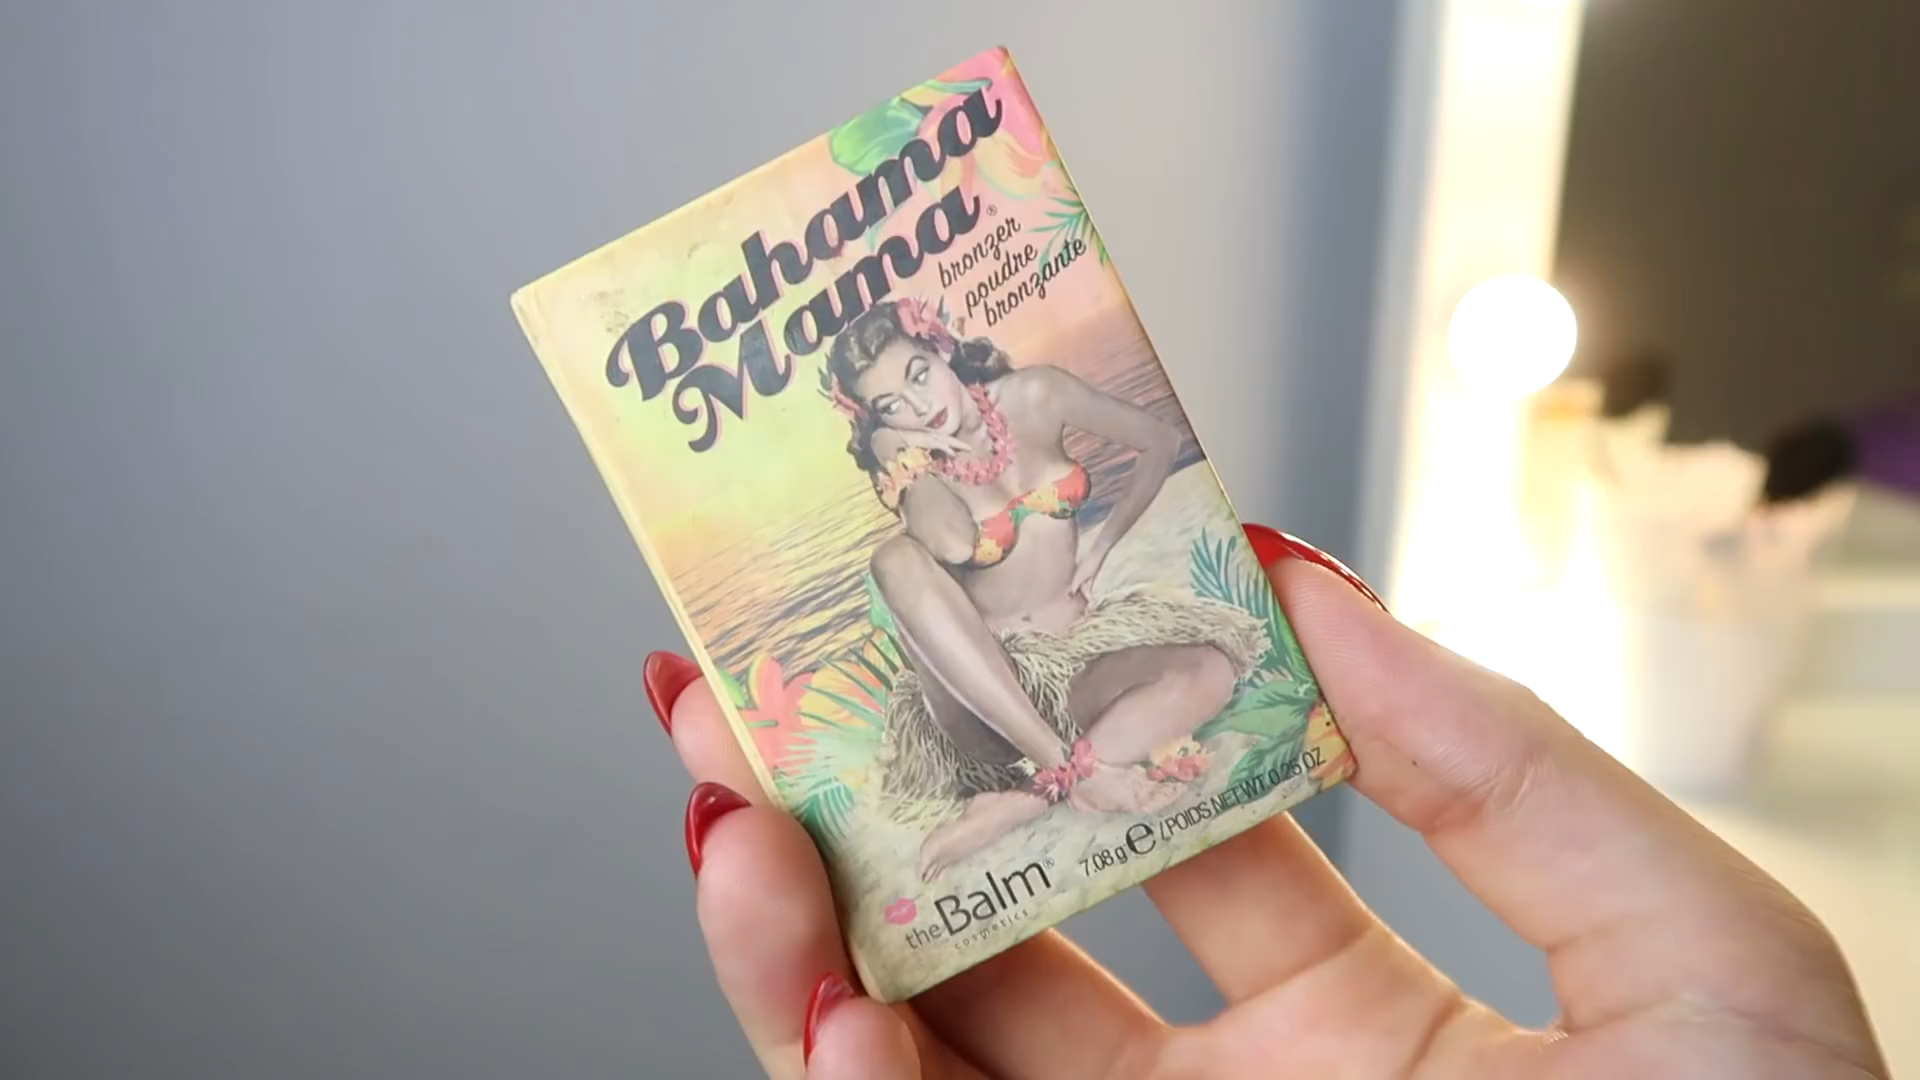 Bahama
Mama®
bronzer
poudre
bronzante
theBalm®
cosmetics
7.08 g e / POIDS NET WT 0.25 OZ